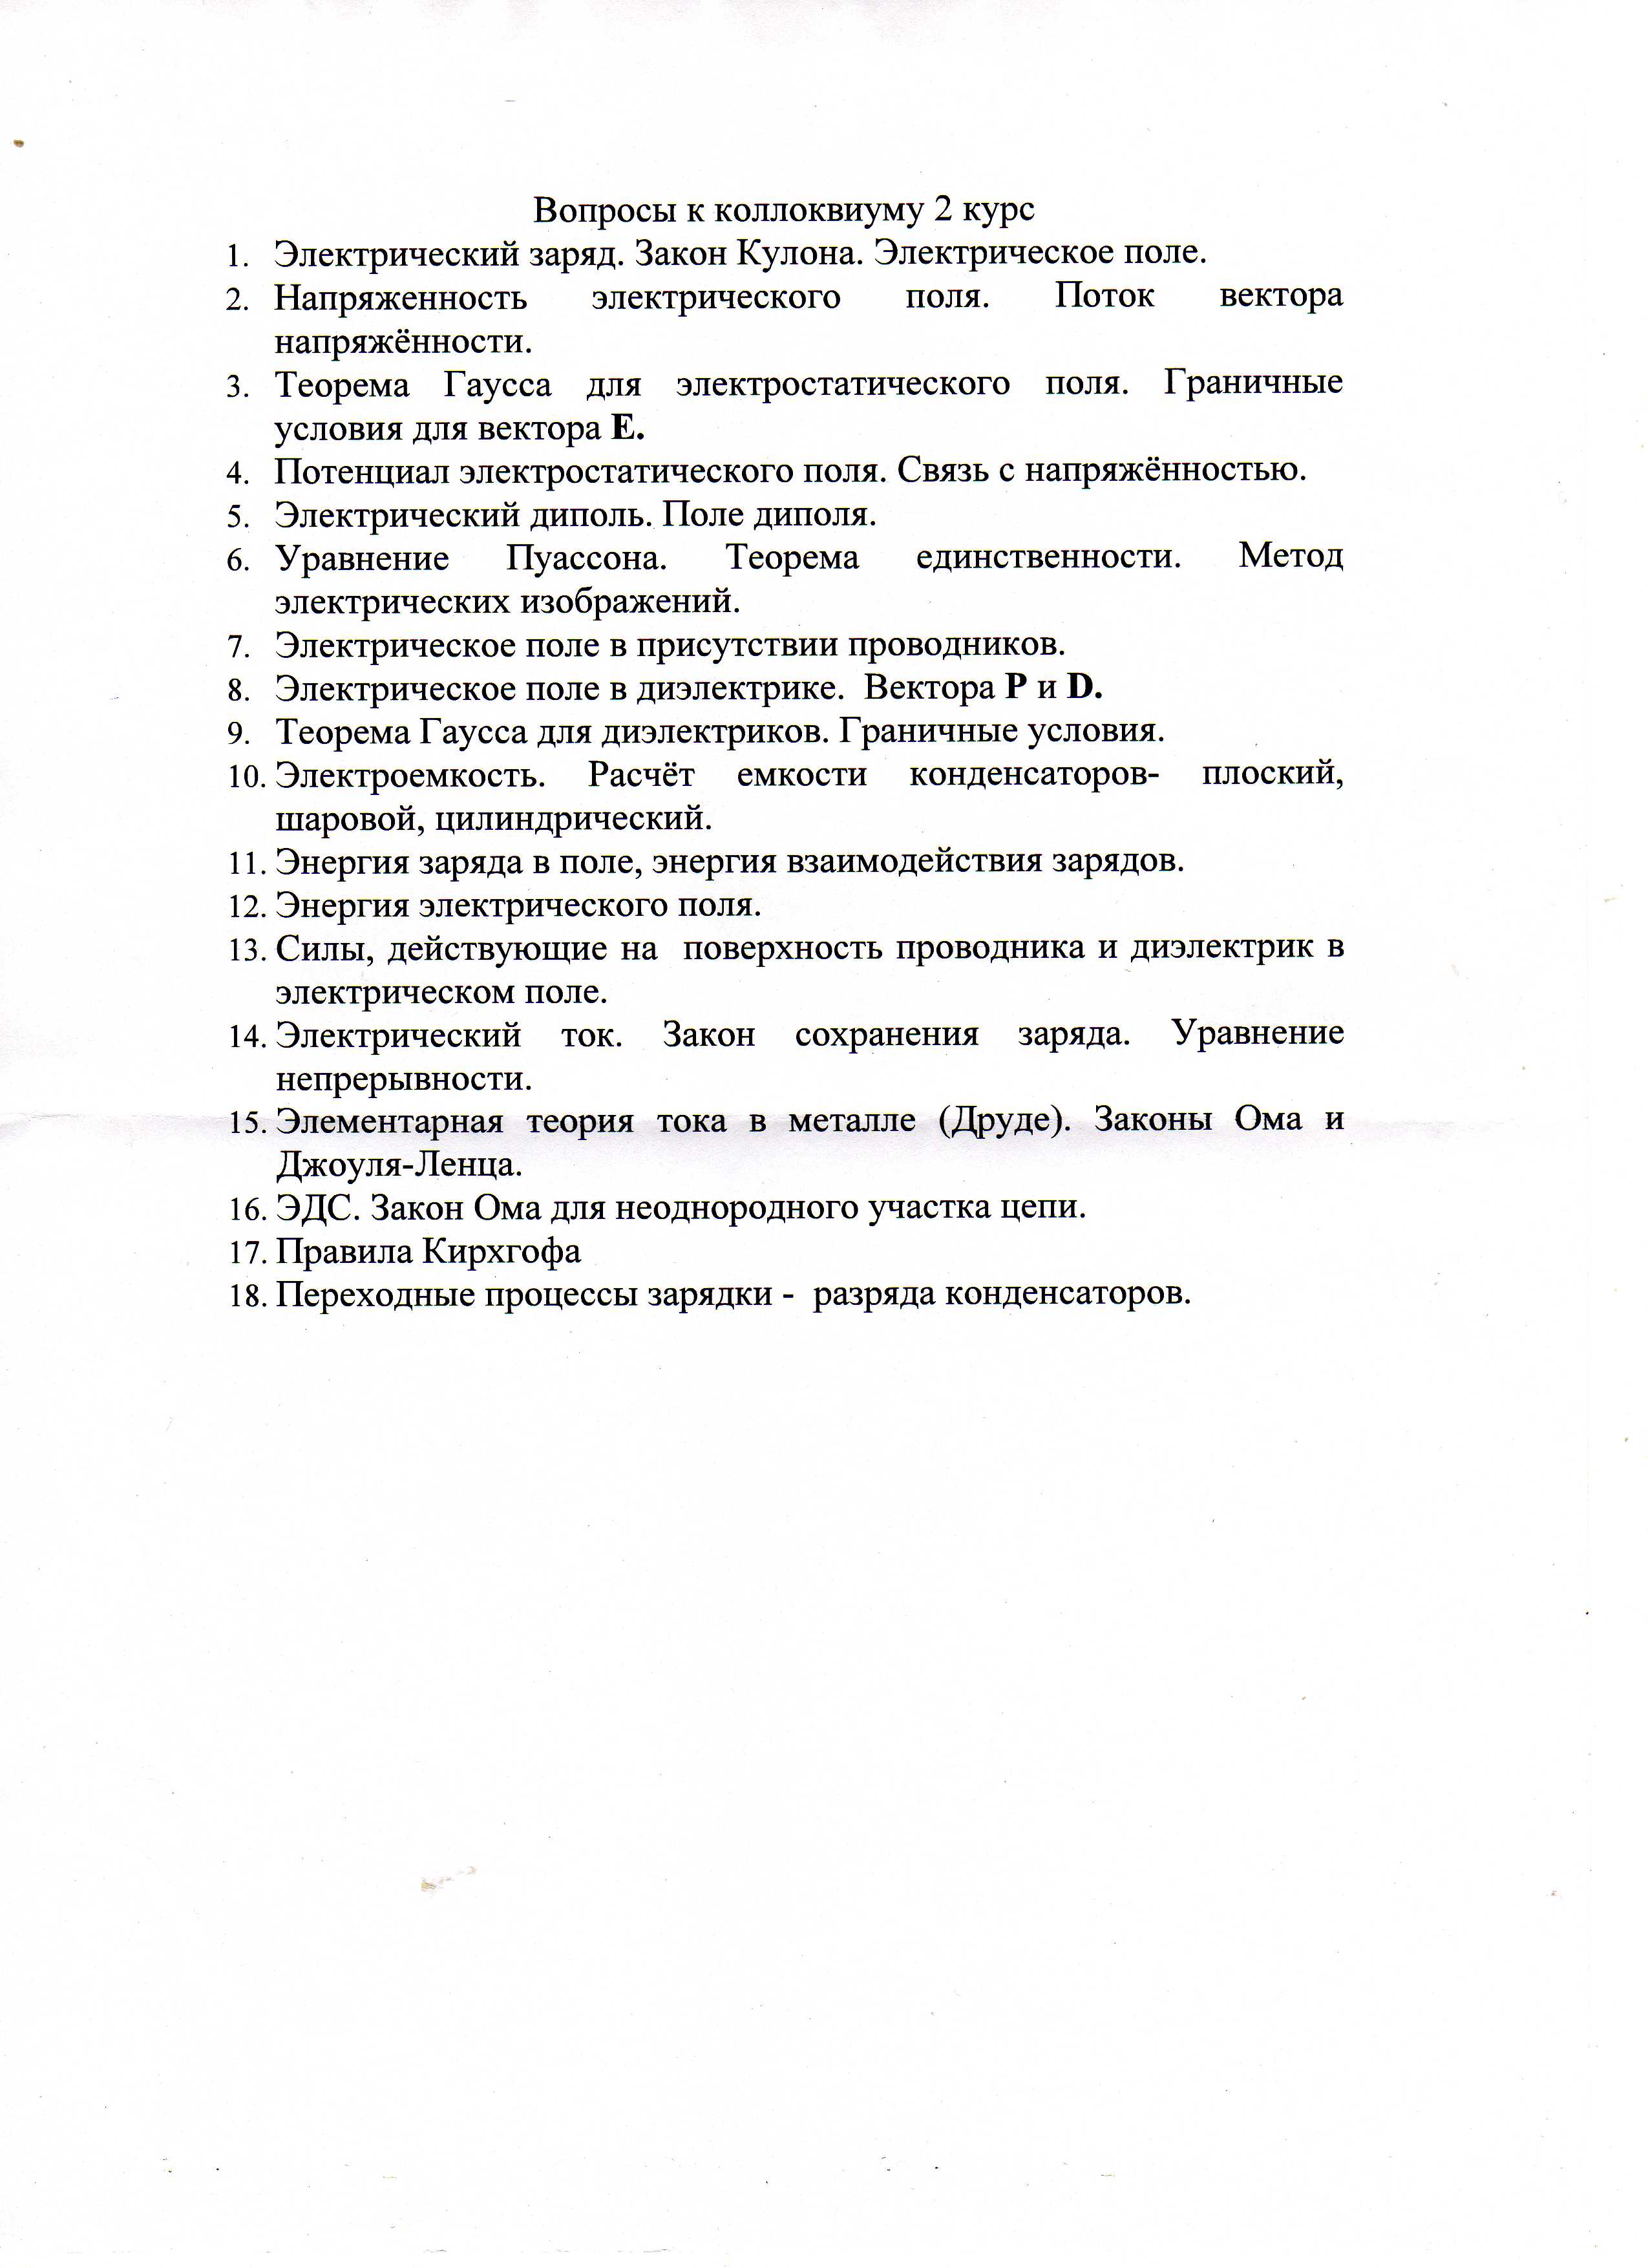 Вопросы к коллоквиуму 2 курс
1. Электрический заряд. Закон Кулона. Электрическое поле.
2. Напряженность электрического поля. Поток вектора
напряжённости.
3. Теорема Гаусса для электростатического поля. Граничные
условия для вектора E.
4. Потенциал электростатического поля. Связь с напряжённостью.
5. Электрический диполь. Поле диполя.
6. Уравнение Пуассона. Теорема единственности. Метод
электрических изображений.
7. Электрическое поле в присутствии проводников.
8. Электрическое поле в диэлектрике. Вектора P и D.
9. Теорема Гаусса для диэлектриков. Граничные условия.
10. Электроемкость. Расчёт емкости конденсаторов- плоский,
шаровой, цилиндрический.
11. Энергия заряда в поле, энергия взаимодействия зарядов.
12. Энергия электрического поля.
13. Силы, действующие на поверхность проводника и диэлектрик в
электрическом поле.
14. Электрический ток. Закон сохранения заряда. Уравнение
непрерывности.
15. Элементарная теория тока в металле (Друде). Законы Ома и
Джоуля-Ленца.
16. ЭДС. Закон Ома для неоднородного участка цепи.
17. Правила Кирхгофа
18. Переходные процессы зарядки - разряда конденсаторов.